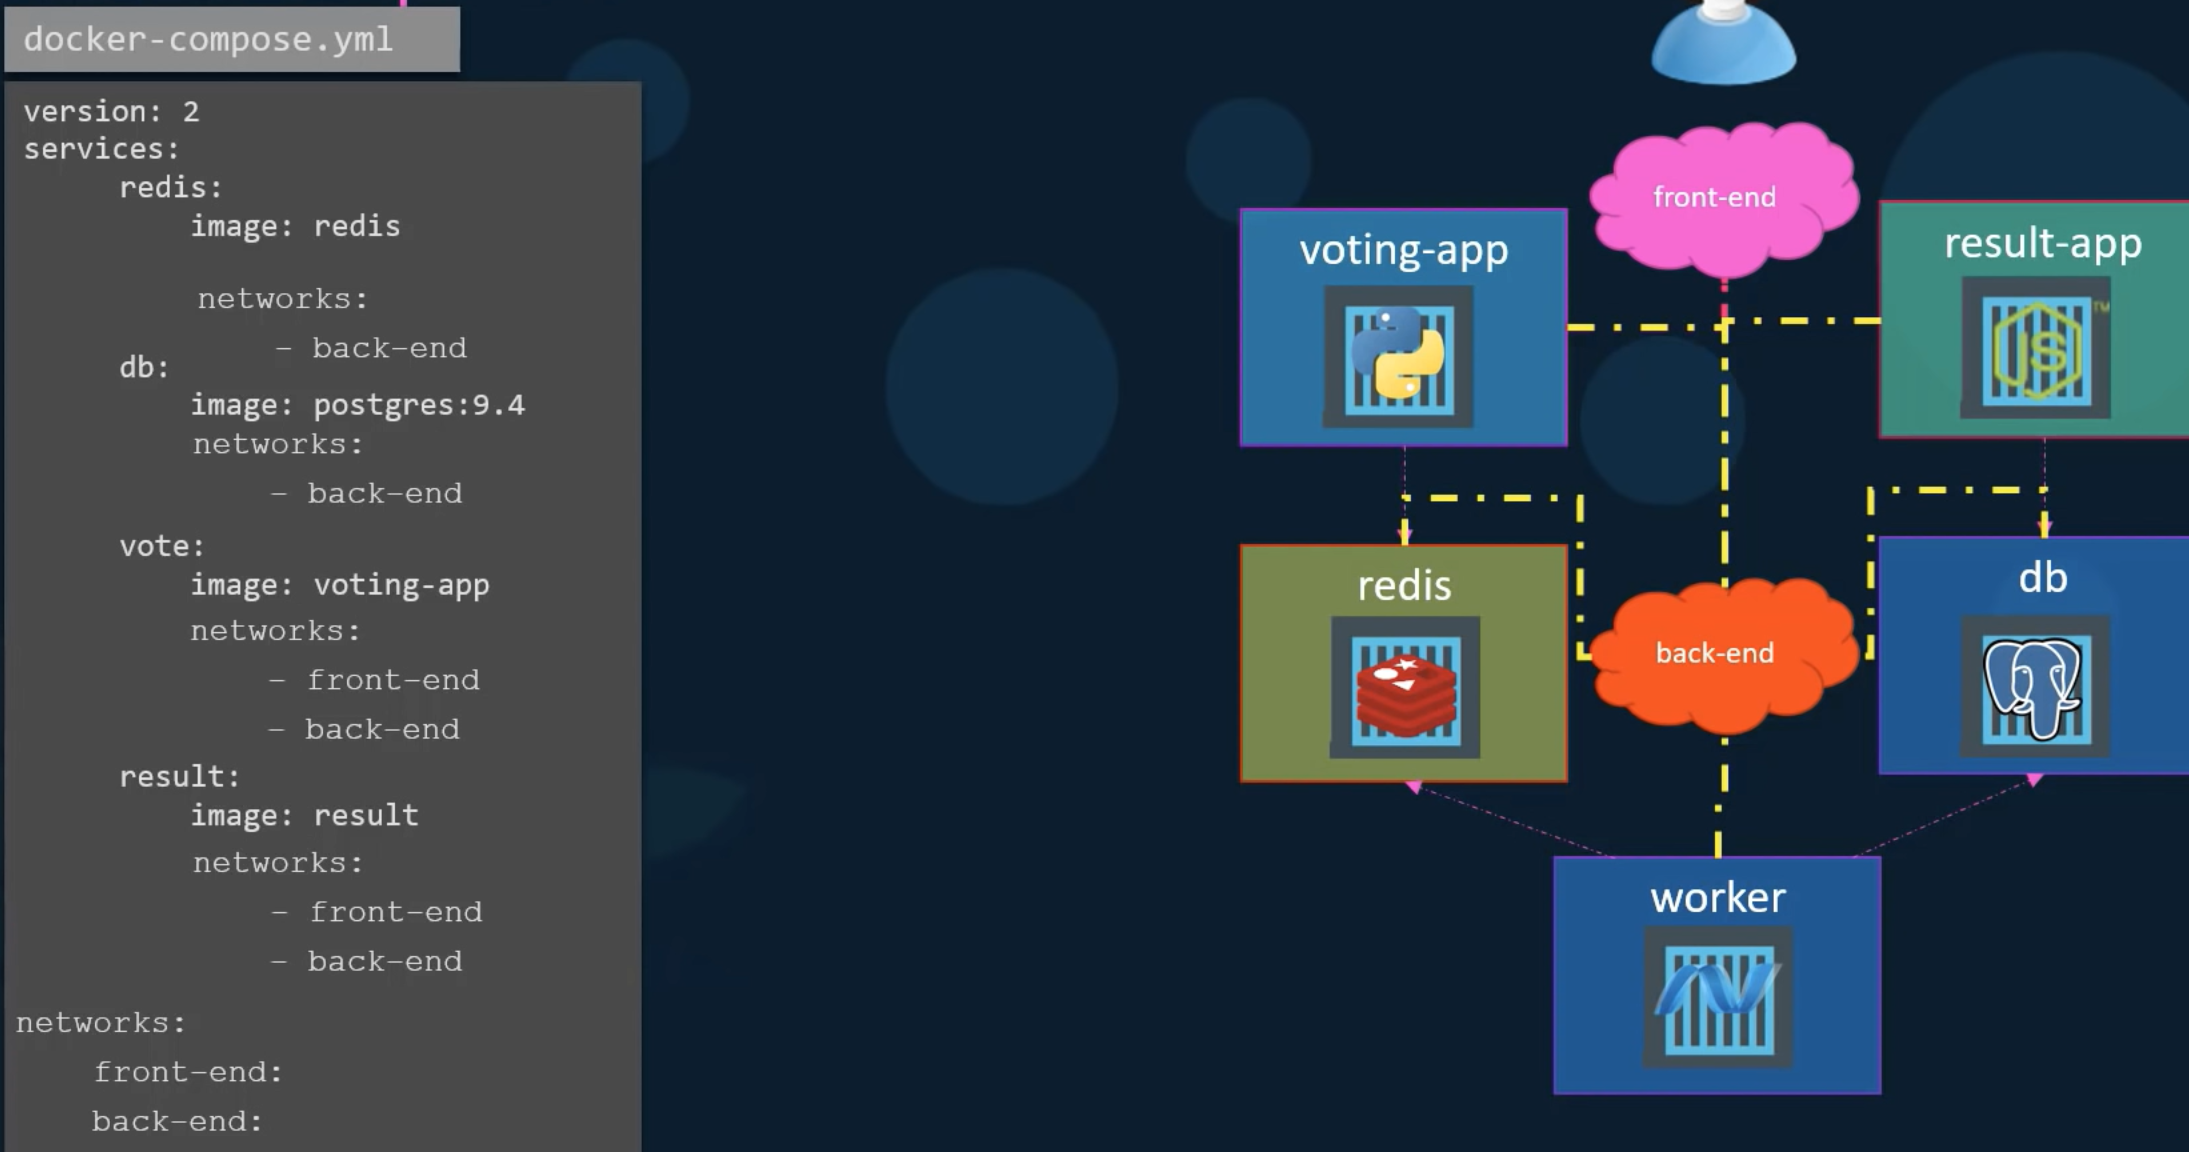 docker-compose.yml
version: 2
services:
redis:
image: redis
networks:
- back-end
db:
image: postgres:9.4
networks:
- back-end
vote:
image: voting-app
networks:
- front-end
- back-end
result:
image: result
networks:
- front-end
- back-end
networks:
front-end:
back-end:
front-end
voting-app
result-app
JS
TM
redis
back-end
db
worker